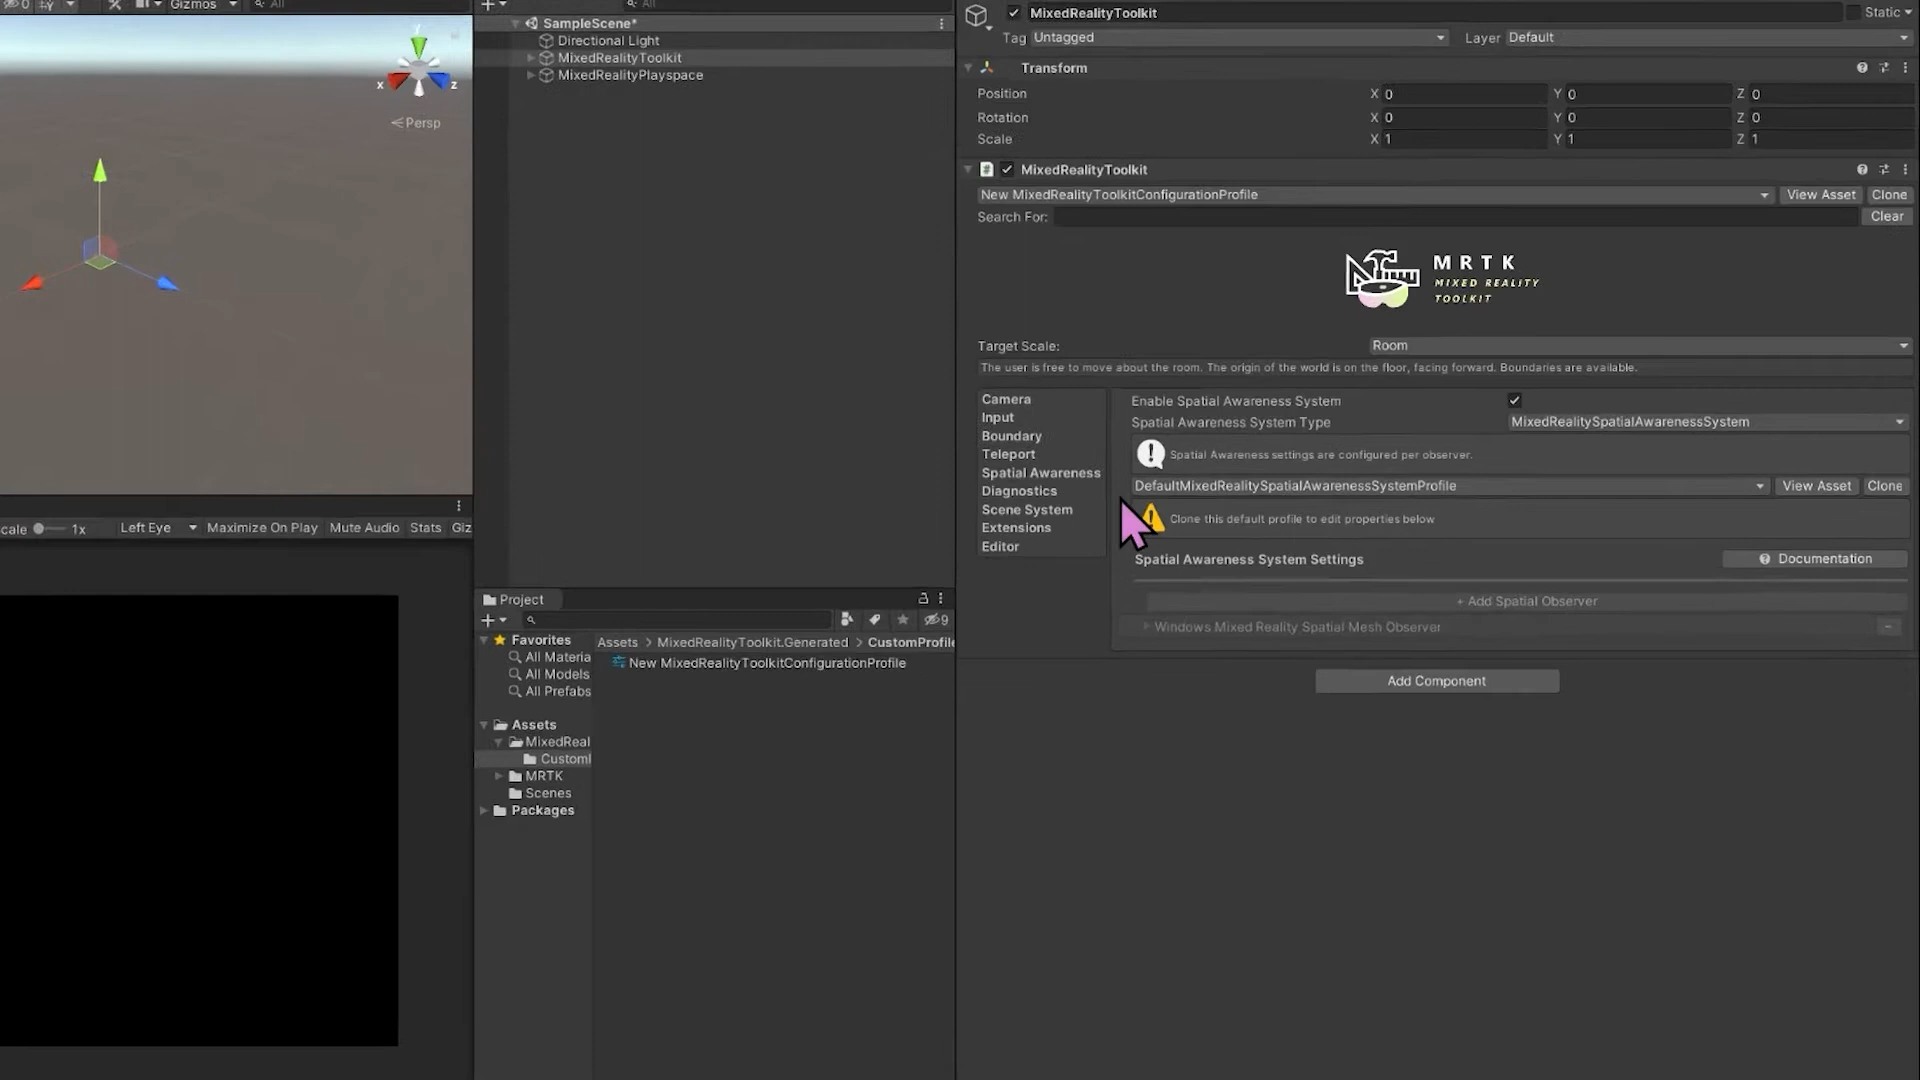 Gizmos
All
x
z
Persp
cale 1x Left Eye Maximize On Play Mute Audio Stats Giz
All
SampleScene*
Directional Light
MixedRealityToolkit
MixedRealityPlayspace
Project
9
Favorites
All Materia
All Models
All Prefabs
Assets
MixedReal
CustomI
MRTK
Scenes
Packages
Assets > MixedRealityToolkit.Generated > CustomProfile
New MixedRealityToolkitConfigurationProfile
MixedRealityToolkit Static
Tag Untagged Layer Default
Transform
Position X 0 Y 0 Z 0
Rotation X 0 Y 0 Z 0
Scale X 1 Y 1 Z 1
MixedRealityToolkit
New MixedRealityToolkitConfigurationProfile View Asset Clone
Search For: Clear
MRTK
MIXED REALITY
TOOLKIT
Target Scale: Room
The user is free to move about the room. The origin of the world is on the floor, facing forward. Boundaries are available.
Camera
Input
Boundary
Teleport
Spatial Awareness
Diagnostics
Scene System
Extensions
Editor
Enable Spatial Awareness System
Spatial Awareness System Type MixedRealitySpatialAwarenessSystem
Spatial Awareness settings are configured per observer.
DefaultMixedRealitySpatialAwarenessSystemProfile View Asset Clone
Clone this default profile to edit properties below
Spatial Awareness System Settings Documentation
+ Add Spatial Observer
Windows Mixed Reality Spatial Mesh Observer -
Add Component